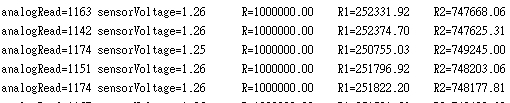 analogRead=1163 sensorVoltage=1.26 R=1000000.00 R1=252331.92 R2=747668.06
analogRead=1142 sensorVoltage=1.26 R=1000000.00 R1=252374.70 R2=747625.31
analogRead=1174 sensorVoltage=1.25 R=1000000.00 R1=250755.03 R2=749245.00
analogRead=1151 sensorVoltage=1.26 R=1000000.00 R1=251796.92 R2=748203.06
analogRead=1174 sensorVoltage=1.26 R=1000000.00 R1=251822.20 R2=748177.81